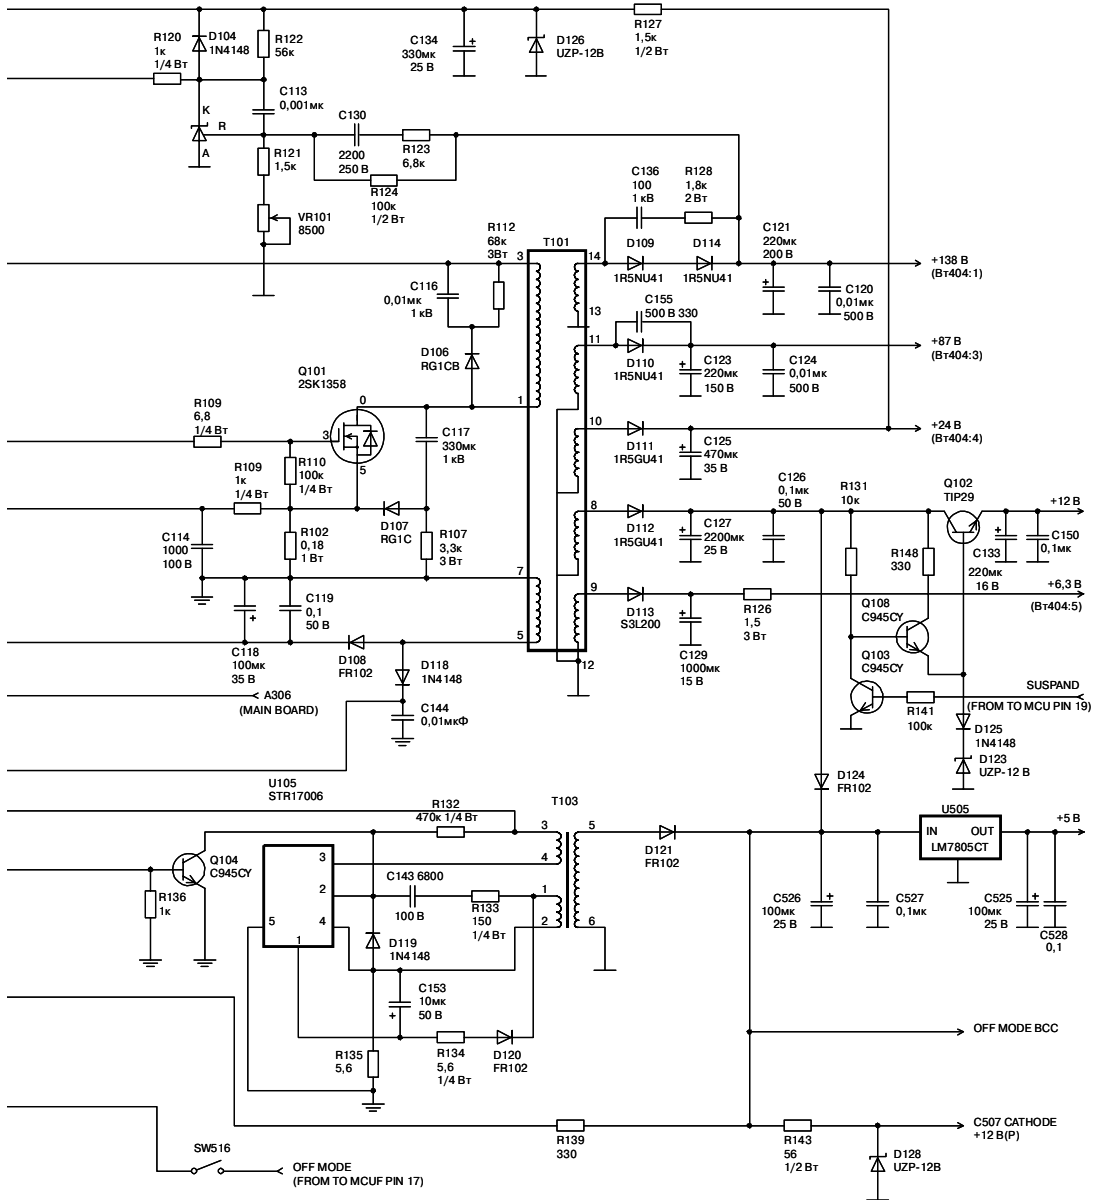 R120
1к
1/4 Вт
D104
1N4148
R122
56к
C134
330мк
25 В
+
D126
UZP-12B
R127
1,5к
1/2 Вт
C113
0,001мк
K
R
A
C130
2200
250 В
R123
6,8к
R121
1,5к
R124
100к
1/2 Вт
VR101
8500
C136
100
1 кВ
R128
1,8к
2 Вт
R112
68к
3Вт
T101
3
14
D109
1R5NU41
D114
1R5NU41
C121
220мк
200 В
+
C120
0,01мк
500 В
+138 В
(Вт404:1)
C116
0,01мк
1 кВ
13
C155
500 В 330
11
D110
1R5NU41
+
C123
220мк
150 В
C124
0,01мк
500 В
+87 В
(Вт404:3)
D106
RG1CB
Q101
2SK1358
0
3
5
1
R109
6,8
1/4 Вт
C117
330мк
1 кВ
10
D111
1R5GU41
+
C125
470мк
35 В
+24 В
(Вт404:4)
R109
1к
1/4 Вт
R110
100к
1/4 Вт
C126
0,1мк
50 В
R131
10к
Q102
TIP29
+12 В
8
D112
1R5GU41
+
C127
2200мк
25 В
R148
330
+
C133
220мк
16 В
C150
0,1мк
C114
1000
100 В
R102
0,18
1 Вт
D107
RG1C
R107
3,3к
3 Вт
7
9
D113
S3L200
+
C129
1000мк
15 В
R126
1,5
3 Вт
+6,3 В
(Вт404:5)
C119
0,1
50 В
+
C118
100мк
35 В
5
12
Q108
C945CY
Q103
C945CY
D108
FR102
D118
1N4148
A306
(MAIN BOARD)
C144
0,01мкФ
R141
100к
SUSPAND
(FROM TO MCU PIN 19)
D125
1N4148
D123
UZP-12 В
D124
FR102
U105
STR17006
R132
470к 1/4 Вт
T103
3
5
4
1
2
6
D121
FR102
U505
IN
OUT
LM7805CT
+5 В
Q104
C945CY
R136
1к
3
2
4
5
1
C143 6800
100 В
R133
150
1/4 Вт
D119
1N4148
C526
100мк
25 В
+
C527
0,1мк
C525
100мк
25 В
+
C528
0,1
C153
10мк
50 В
+
R135
5,6
R134
5,6
1/4 Вт
D120
FR102
OFF MODE BCC
R139
330
R143
56
1/2 Вт
C507 CATHODE
+12 В(Р)
D128
UZP-12B
SW516
OFF MODE
(FROM TO MCUF PIN 17)